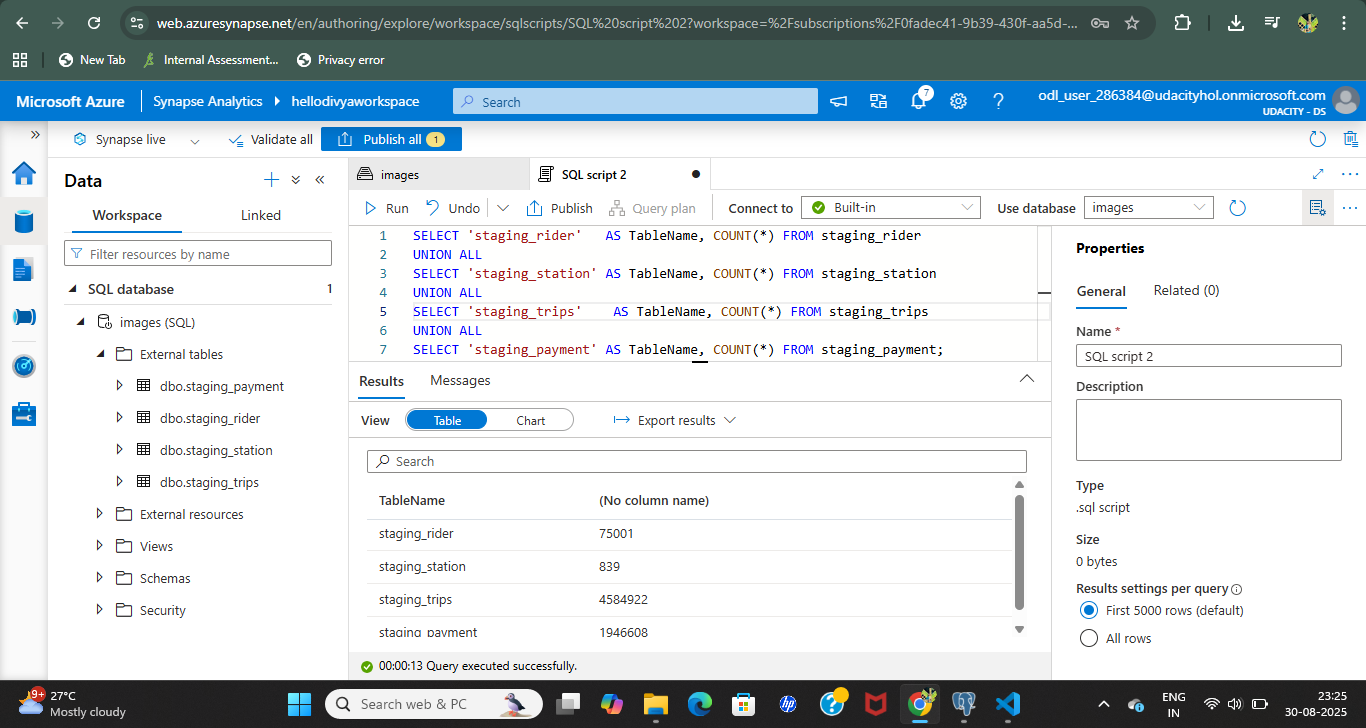 web.azuresynapse.net/en/authoring/explore/workspace/sqlscripts/SQL%20script%202?workspace=%2Fsubscriptions%2F0fadec41-9b39-430f-aa5d-...
New Tab
Internal Assessment...
Privacy error
Microsoft Azure
Synapse Analytics
hellodivyaworkspace
Search
7
odl_user_286384@udacityhol.onmicrosoft.com
UDACITY - DS
Synapse live
Validate all
Publish all 1
Data
Workspace
Linked
Filter resources by name
SQL database 1
images (SQL)
External tables
dbo.staging_payment
dbo.staging_rider
dbo.staging_station
dbo.staging_trips
External resources
Views
Schemas
Security
images
SQL script 2
Run
Undo
Publish
Query plan
Connect to
Built-in
Use database
images
1 SELECT 'staging_rider'   AS TableName, COUNT(*) FROM staging_rider
2 UNION ALL
3 SELECT 'staging_station' AS TableName, COUNT(*) FROM staging_station
4 UNION ALL
5 SELECT 'staging_trips'    AS TableName, COUNT(*) FROM staging_trips
6 UNION ALL
7 SELECT 'staging_payment' AS TableName, COUNT(*) FROM staging_payment;
Results
Messages
View
Table
Chart
Export results
Search
TableName (No column name)
staging_rider 75001
staging_station 839
staging_trips 4584922
staging_payment 1946608
00:00:13 Query executed successfully.
Properties
General
Related (0)
Name *
SQL script 2
Description
Type
.sql script
Size
0 bytes
Results settings per query
First 5000 rows (default)
All rows
9+
27°C
Mostly cloudy
Search web & PC
hp
ENG
IN
23:25
30-08-2025